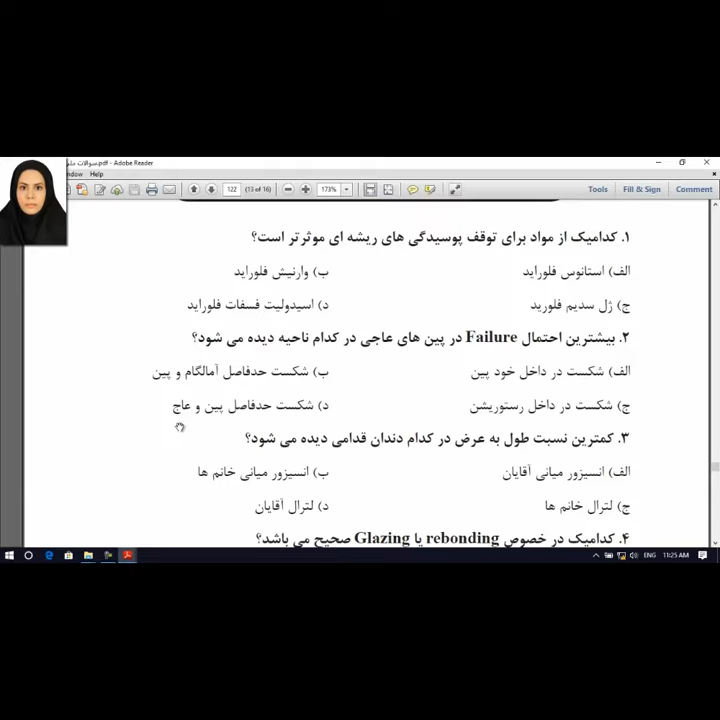 سوالات ملی.pdf - Adobe Reader
Window Help
122 (13 of 16) 173% Tools Fill & Sign Comment
۱. کدامیک از مواد برای توقف پوسیدگی های ریشه ای موثرتر است؟
الف) استانوس فلوراید ب) وارنیش فلوراید
ج) ژل سدیم فلورید د) اسیدولیت فسفات فلوراید
۲. بیشترین احتمال Failure در پین های عاجی در کدام ناحیه دیده می شود؟
الف) شکست در داخل خود پین ب) شکست حدفاصل آمالگام و پین
ج) شکست در داخل رستوریشن د) شکست حدفاصل پین و عاج
۳. کمترین نسبت طول به عرض در کدام دندان قدامی دیده می شود؟
الف) انسیزور میانی آقایان ب) انسیزور میانی خانم ها
ج) لترال خانم ها د) لترال آقایان
۴. کدامیک در خصوص rebonding یا Glazing صحیح می باشد؟
ENG 11:25 AM